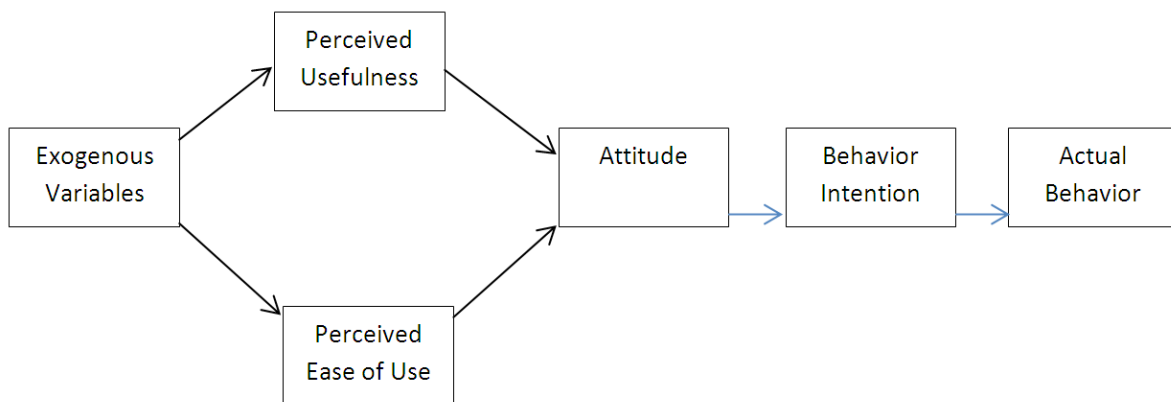 Perceived
Usefulness
Exogenous
Variables
Attitude
Behavior
Intention
Actual
Behavior
Perceived
Ease of Use